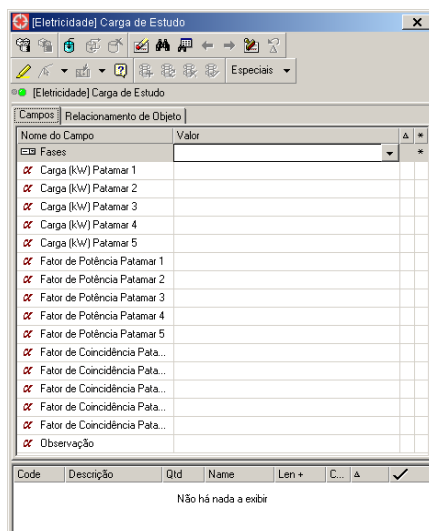 [Eletricidade] Carga de Estudo
Especiais
[Eletricidade] Carga de Estudo
Campos Relacionamento de Objeto
Nome do Campo Valor Δ *
Fases *
α Carga (kW) Patamar 1
α Carga (kW) Patamar 2
α Carga (kW) Patamar 3
α Carga (kW) Patamar 4
α Carga (kW) Patamar 5
α Fator de Potência Patamar 1
α Fator de Potência Patamar 2
α Fator de Potência Patamar 3
α Fator de Potência Patamar 4
α Fator de Potência Patamar 5
α Fator de Coincidência Pata...
α Fator de Coincidência Pata...
α Fator de Coincidência Pata...
α Fator de Coincidência Pata...
α Fator de Coincidência Pata...
α Observação
Code Descrição Qtd Name Len + C... Δ
Não há nada a exibir